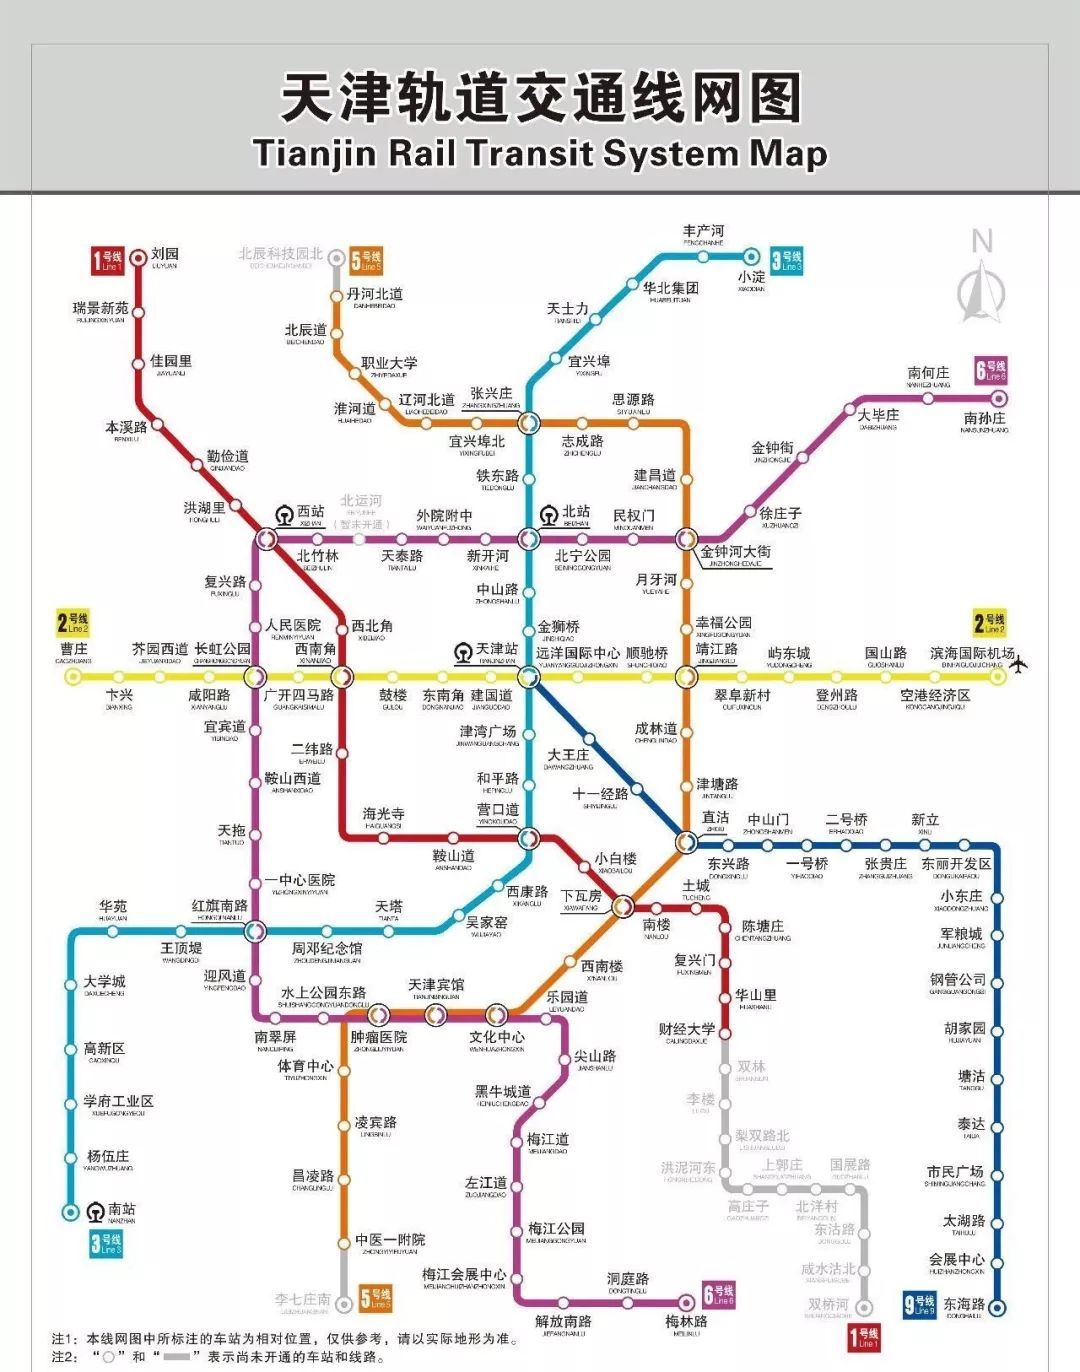 天津轨道交通线网图
Tianjin Rail Transit System Map
N
1号线
Line 1
刘园
LIUYUAN
瑞景新苑
RUIJINGXINYUAN
佳园里
JIAYUANLI
本溪路
BENXILU
勤俭道
QINJIANDAO
洪湖里
HONGHULI
西站
XIZHAN
西北角
XIBEIJIAO
西南角
XINANJIAO
二纬路
ERWEILU
海光寺
HAIGUANGSI
鞍山道
ANSHANDAO
营口道
YINGKOUDAO
小白楼
XIAOBAILOU
下瓦房
XIAWAFANG
南楼
NANLOU
土城
TUCHENG
陈塘庄
CHENTANGZHUANG
复兴门
FUXINGMEN
华山里
HUASHANLI
财经大学
CAIJINGDAXUE
双林
李楼
梨双路北
洪泥河东
高庄子
上郭庄
北洋村
国展路
东沽路
咸水沽北
双桥河
1号线
Line 1
5号线
Line 5
北辰科技园北
丹河北道
DANHEBEIDAO
北辰道
BEICHENDAO
职业大学
ZHIYEDAXUE
淮河道
HUAIHEDAO
辽河北道
LIAOHEBEIDAO
宜兴埠北
YIXINGFUBEI
张兴庄
ZHANGXINGZHUANG
志成路
ZHICHENGLU
思源路
SIYUANLU
建昌道
JIANCHANGDAO
金钟河大街
JINZHONGHEDAJIE
月牙河
YUEYAHE
幸福公园
XINGFUGONGYUAN
靖江路
JINGJIANGLU
成林道
CHENGLINDAO
津塘路
JINTANGLU
直沽
ZHIGU
西南楼
XINANLOU
文化中心
WENHUAZHONGXIN
天津宾馆
TIANJINBINGUAN
肿瘤医院
ZHONGLIUYIYUAN
体育中心
TIYUZHONGXIN
凌宾路
LINGBINLU
昌凌路
CHANGLINGLU
中医一附院
ZHONGYIYIFUYUAN
李七庄南
5号线
Line 5
3号线
Line 3
小淀
XIAODIAN
丰产河
FENGCHANHE
华北集团
HUABEIJITUAN
天士力
TIANSHILI
宜兴埠
YIXINGFU
铁东路
TIEDONGLU
北站
BEIZHAN
中山路
ZHONGSHANLU
金狮桥
JINSHIQIAO
天津站
TIANJINZHAN
津湾广场
JINWANGUANGCHANG
和平路
HEPINGLU
西康路
XIKANGLU
吴家窑
WUJIAYAO
天塔
TIANTA
周邓纪念馆
ZHOUDENGJINIANGUAN
红旗南路
HONGQINANLU
王顶堤
WANGDINGDI
华苑
HUAYUAN
大学城
DAXUECHENG
高新区
GAOXINQU
学府工业区
XUEFUGONGYEQU
杨伍庄
YANGWUZHUANG
南站
NANZHAN
3号线
Line 3
6号线
Line 6
南孙庄
NANSUNZHUANG
南何庄
NANHEZHUANG
大毕庄
DABIZHUANG
金钟街
JINZHONGJIE
徐庄子
XUZHUANGZI
民权门
MINQUANMEN
北宁公园
BEININGGONGYUAN
新开河
XINKAIHE
外院附中
WAIYUANFUZHONG
天泰路
TIANTAILU
北运河
(暂未开通)
北竹林
BEIZHULIN
复兴路
FUXINGLU
人民医院
RENMINYIYUAN
长虹公园
CHANGHONGGONGYUAN
宜宾道
YIBINDAO
鞍山西道
ANSHANXIDAO
天拖
TIANTUO
一中心医院
YIZHONGXINYIYUAN
迎风道
YINGFENGDAO
南翠屏
NANCUIPING
水上公园东路
SHUISHANGGONGYUANDONGLU
乐园道
LEYUANDAO
尖山路
JIANSHANLU
黑牛城道
HEINIUCHENGDAO
梅江道
MEIJIANGDAO
左江道
ZUOJIANGDAO
梅江公园
MEIJIANGGONGYUAN
梅江会展中心
MEIJIANGHUIZHANZHONGXIN
解放南路
JIEFANGNANLU
洞庭路
DONGTINGLU
梅林路
MEILINLU
6号线
Line 6
2号线
Line 2
曹庄
CAOZHUANG
卞兴
BIANXING
芥园西道
JIEYUANXIDAO
咸阳路
XIANYANGLU
广开四马路
GUANGKAISIMALU
鼓楼
GULOU
东南角
DONGNANJIAO
建国道
JIANGUODAO
远洋国际中心
YUANYANGGUOJIZHONGXIN
顺驰桥
SHUNCHIQIAO
翠阜新村
CUIFUXINCUN
屿东城
YUDONGCHENG
登州路
DENGZHOULU
国山路
GUOSHANLU
空港经济区
KONGGANGJINGJIQU
滨海国际机场
BINHAIGUOJIJICHANG
2号线
Line 2
大王庄
DAWANGZHUANG
十一经路
SHIYIJINGLU
东兴路
DONGXINGLU
中山门
ZHONGSHANMEN
一号桥
YIHAOQIAO
二号桥
ERHAOQIAO
张贵庄
ZHANGGUIZHUANG
新立
XINLI
东丽开发区
DONGLIKAIFAQU
小东庄
XIAODONGZHUANG
军粮城
JUNLIANGCHENG
钢管公司
GANGGUANGONGSI
胡家园
HUJIAYUAN
塘沽
TANGGU
泰达
TAIDA
市民广场
SHIMINGUANGCHANG
太湖路
TAIHULU
会展中心
HUIZHANZHONGXIN
东海路
DONGHAILU
9号线
Line 9
注1：本线网图中所标注的车站为相对位置，仅供参考，请以实际地形为准。
注2：“○”和“▬”表示尚未开通的车站和线路。